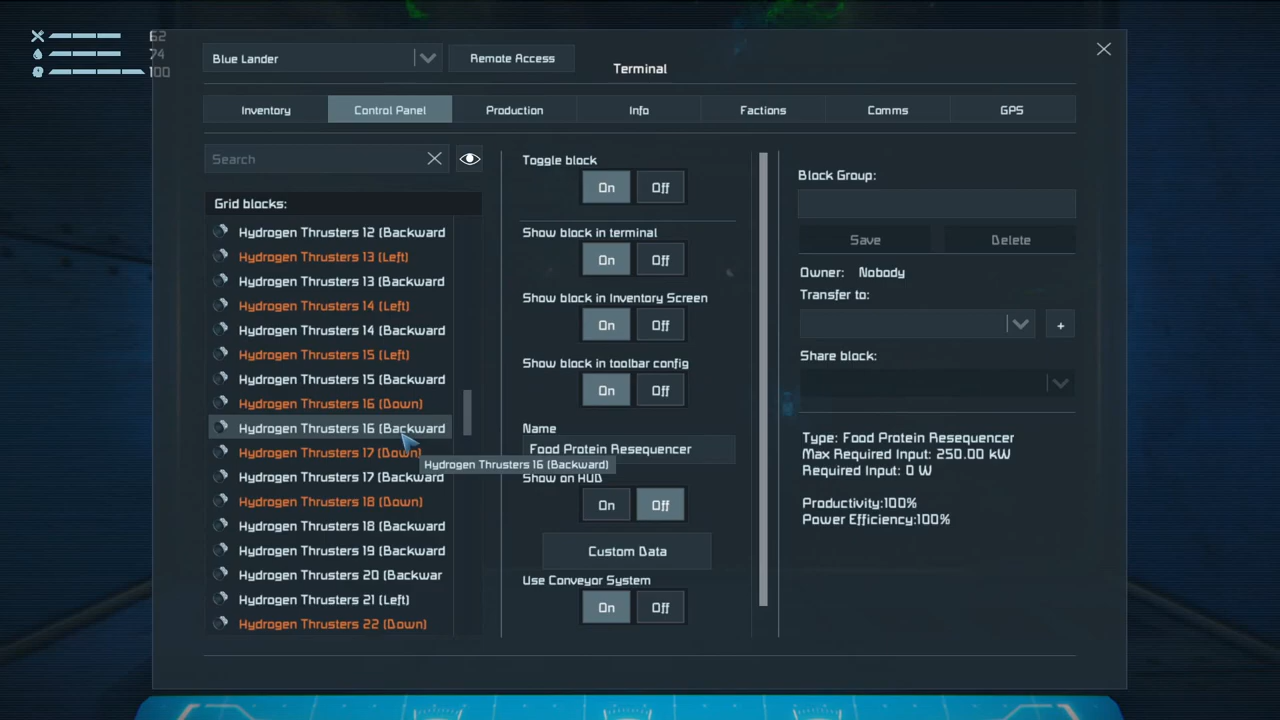 62
74
100
Blue Lander
Remote Access
Terminal
Inventory
Control Panel
Production
Info
Factions
Comms
GPS
Search
Grid blocks:
Hydrogen Thrusters 12 (Backward
Hydrogen Thrusters 13 (Left)
Hydrogen Thrusters 13 (Backward
Hydrogen Thrusters 14 (Left)
Hydrogen Thrusters 14 (Backward
Hydrogen Thrusters 15 (Left)
Hydrogen Thrusters 15 (Backward
Hydrogen Thrusters 16 (Down)
Hydrogen Thrusters 16 (Backward
Hydrogen Thrusters 17 (Down)
Hydrogen Thrusters 16 (Backward)
Hydrogen Thrusters 17 (Backward
Hydrogen Thrusters 18 (Down)
Hydrogen Thrusters 18 (Backward
Hydrogen Thrusters 19 (Backward
Hydrogen Thrusters 20 (Backwar
Hydrogen Thrusters 21 (Left)
Hydrogen Thrusters 22 (Down)
Toggle block
On Off
Show block in terminal
On Off
Show block in Inventory Screen
On Off
Show block in toolbar config
On Off
Name
Food Protein Resequencer
Show on HUD
On Off
Custom Data
Use Conveyor System
On Off
Block Group:
Save
Delete
Owner: Nobody
Transfer to:
+
Share block:
Type: Food Protein Resequencer
Max Required Input: 250.00 kW
Required Input: 0 W
Productivity:100%
Power Efficiency:100%